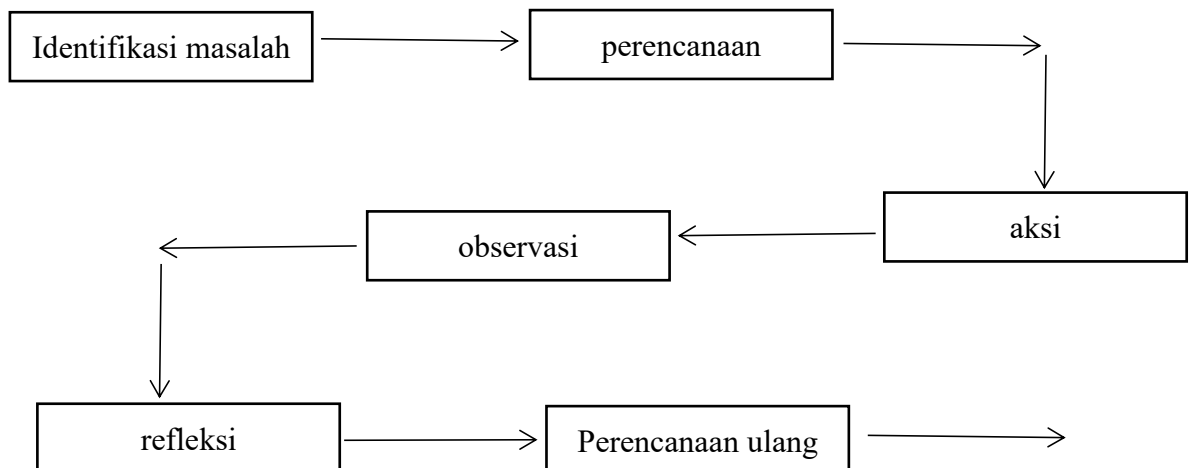 Identifikasi masalah
perencanaan
aksi
observasi
refleksi
Perencanaan ulang